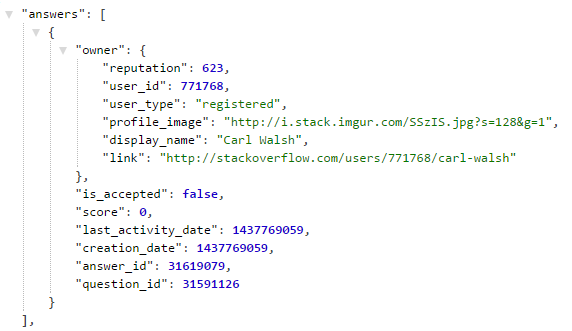 "answers": [
{
"owner": {
"reputation": 623,
"user_id": 771768,
"user_type": "registered",
"profile_image": "http://i.stack.imgur.com/SSzIS.jpg?s=128&g=1",
"display_name": "Carl Walsh",
"link": "http://stackoverflow.com/users/771768/carl-walsh"
},
"is_accepted": false,
"score": 0,
"last_activity_date": 1437769059,
"creation_date": 1437769059,
"answer_id": 31619079,
"question_id": 31591126
}
],